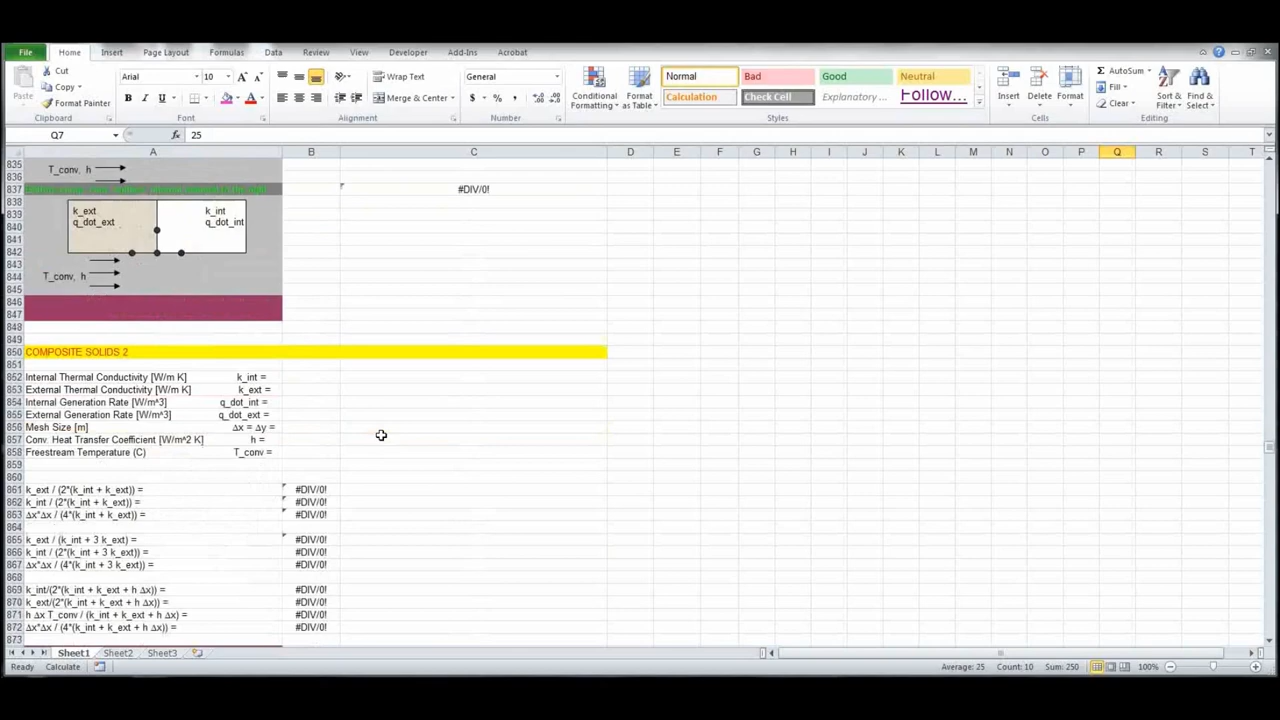 File Home Insert Page Layout Formulas Data Review View Developer Add-Ins Acrobat
Paste
Cut
Copy
Format Painter
Clipboard
Arial 10
B I U
Font
Wrap Text
Merge & Center
Alignment
General
$ % ,
Number
Conditional Formatting
Format as Table
Normal Bad Good Neutral
Calculation Check Cell Explanatory ... Follow...
Styles
Insert Delete Format
Cells
AutoSum
Fill
Clear
Sort & Filter
Find & Select
Editing
Q7 fx 25
A B C D E F G H I J K L M N O P Q R S T
835 T_conv, h
836
837 #DIV/0!
838
839 k_ext k_int
840 q_dot_ext q_dot_int
841
842
843
844 T_conv, h
845
846
847
848
849
850 COMPOSITE SOLIDS 2
851
852 Internal Thermal Conductivity [W/m K] k_int =
853 External Thermal Conductivity [W/m K] k_ext =
854 Internal Generation Rate [W/m^3] q_dot_int =
855 External Generation Rate [W/m^3] q_dot_ext =
856 Mesh Size [m] Δx = Δy =
857 Conv. Heat Transfer Coefficient [W/m^2 K] h =
858 Freestream Temperature (C) T_conv =
859
860
861 k_ext / (2*(k_int + k_ext)) = #DIV/0!
862 k_int / (2*(k_int + k_ext)) = #DIV/0!
863 Δx*Δx / (4*(k_int + k_ext)) = #DIV/0!
864
865 k_ext / (k_int + 3 k_ext) = #DIV/0!
866 k_int / (2*(k_int + 3 k_ext)) = #DIV/0!
867 Δx*Δx / (4*(k_int + 3 k_ext)) = #DIV/0!
868
869 k_int/(2*(k_int + k_ext + h Δx)) = #DIV/0!
870 k_ext/(2*(k_int + k_ext + h Δx)) = #DIV/0!
871 h Δx T_conv / (k_int + k_ext + h Δx) = #DIV/0!
872 Δx*Δx / (4*(k_int + k_ext + h Δx)) = #DIV/0!
873
Sheet1 Sheet2 Sheet3
Ready Calculate Average: 25 Count: 10 Sum: 250 100%